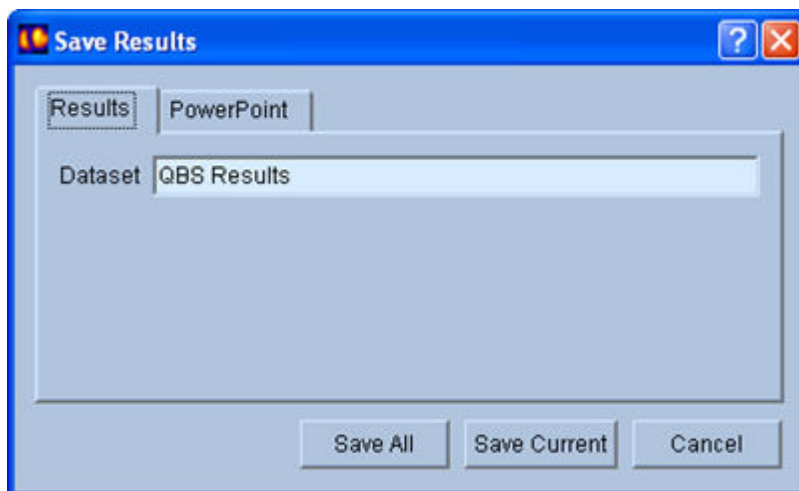 Save Results
?
Results PowerPoint
Dataset QBS Results
Save All Save Current Cancel